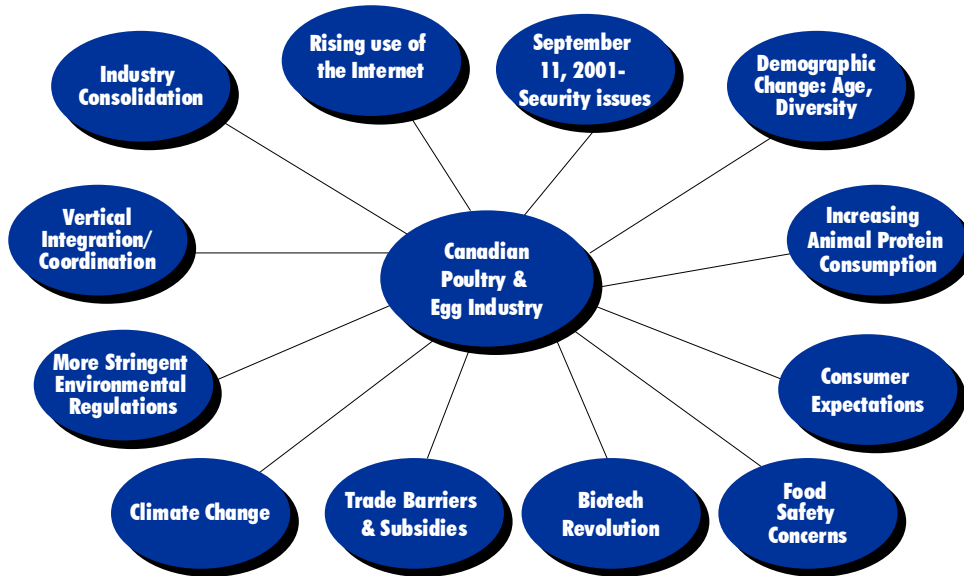 Industry
Consolidation
Rising use of
the Internet
September
11, 2001-
Security issues
Demographic
Change: Age,
Diversity
Vertical
Integration/
Coordination
Canadian
Poultry &
Egg Industry
Increasing
Animal Protein
Consumption
More Stringent
Environmental
Regulations
Consumer
Expectations
Climate Change
Trade Barriers
& Subsidies
Biotech
Revolution
Food
Safety
Concerns